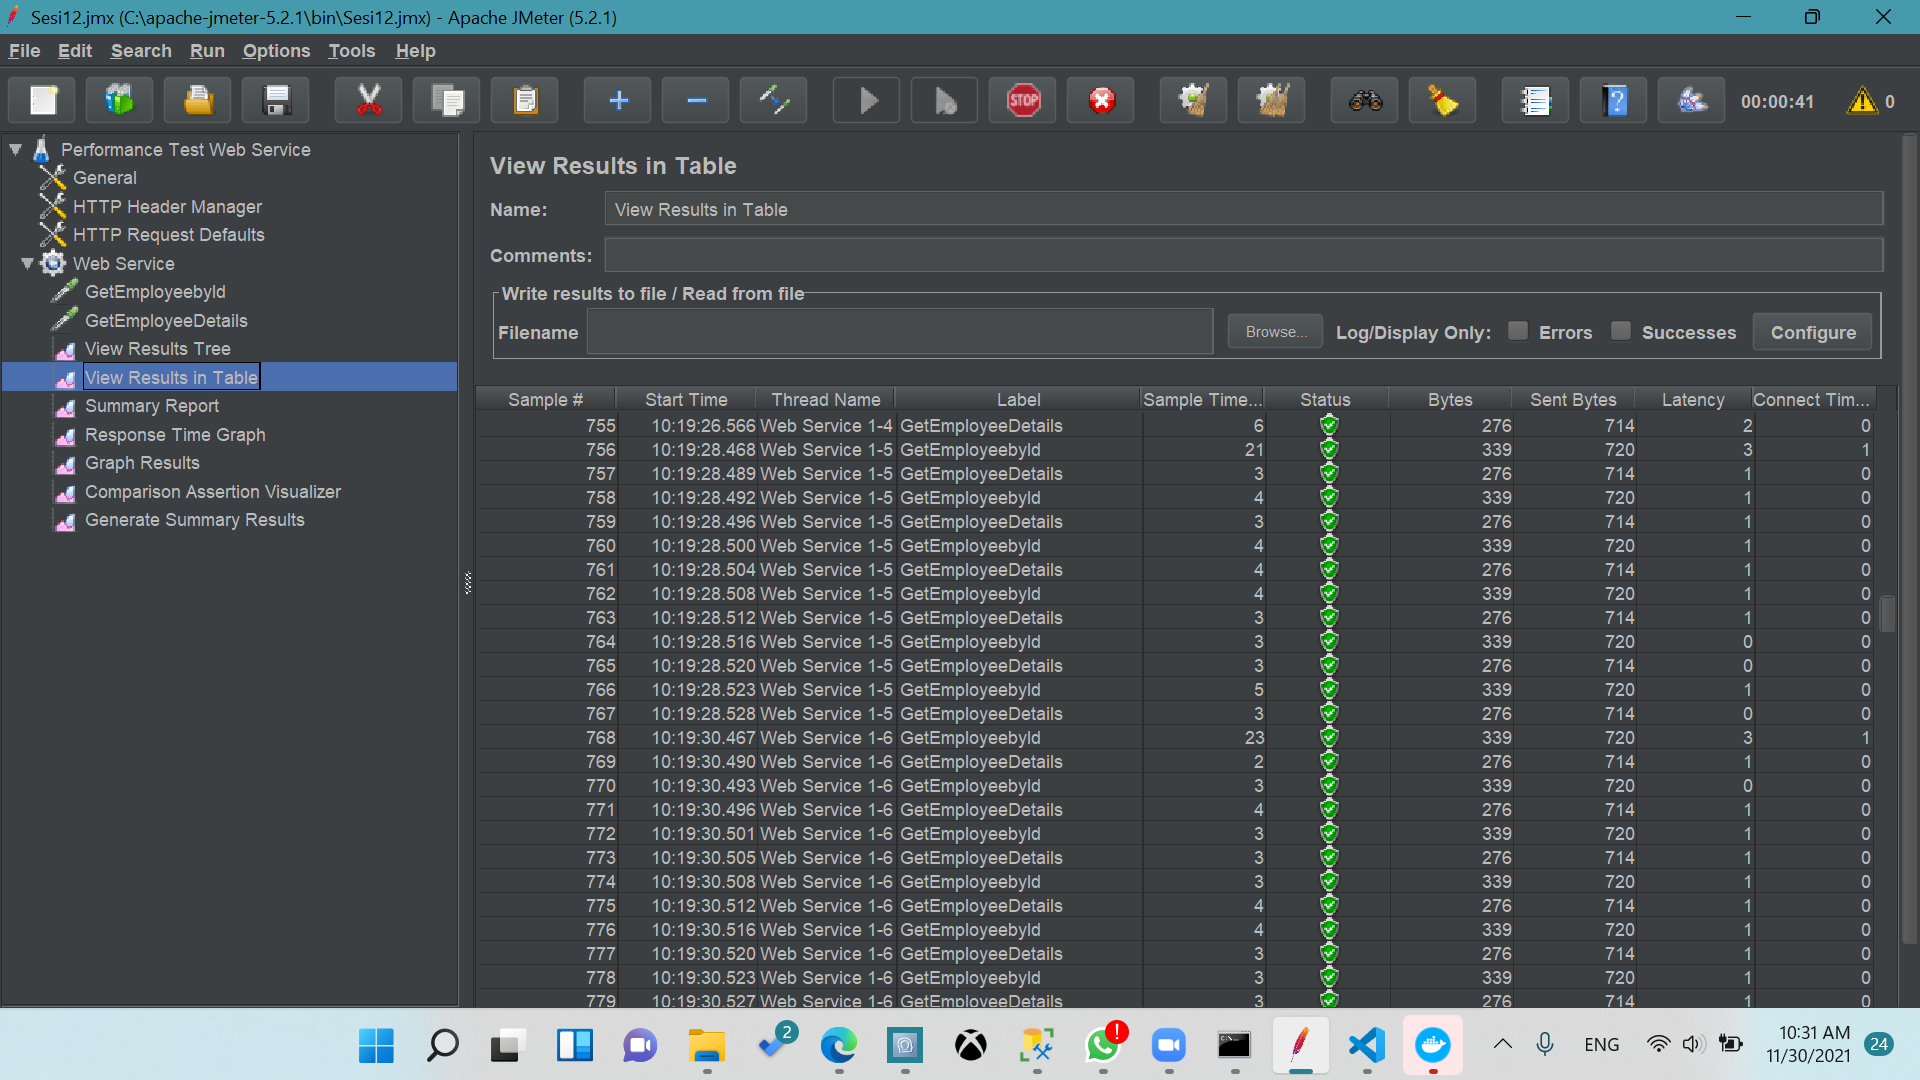 Sesi12.jmx (C:\apache-jmeter-5.2.1\bin\Sesi12.jmx) - Apache JMeter (5.2.1)
File Edit Search Run Options Tools Help
STOP 00:00:41 0
Performance Test Web Service
General
HTTP Header Manager
HTTP Request Defaults
Web Service
GetEmployeebyId
GetEmployeeDetails
View Results Tree
View Results in Table
Summary Report
Response Time Graph
Graph Results
Comparison Assertion Visualizer
Generate Summary Results
View Results in Table
Name: View Results in Table
Comments:
Write results to file / Read from file
Filename Browse... Log/Display Only: Errors Successes Configure
Sample # Start Time Thread Name Label Sample Time... Status Bytes Sent Bytes Latency Connect Tim...
755 10:19:26.566 Web Service 1-4 GetEmployeeDetails 6 276 714 2 0
756 10:19:28.468 Web Service 1-5 GetEmployeebyId 21 339 720 3 1
757 10:19:28.489 Web Service 1-5 GetEmployeeDetails 3 276 714 1 0
758 10:19:28.492 Web Service 1-5 GetEmployeebyId 4 339 720 1 0
759 10:19:28.496 Web Service 1-5 GetEmployeeDetails 3 276 714 1 0
760 10:19:28.500 Web Service 1-5 GetEmployeebyId 4 339 720 1 0
761 10:19:28.504 Web Service 1-5 GetEmployeeDetails 4 276 714 1 0
762 10:19:28.508 Web Service 1-5 GetEmployeebyId 4 339 720 1 0
763 10:19:28.512 Web Service 1-5 GetEmployeeDetails 3 276 714 1 0
764 10:19:28.516 Web Service 1-5 GetEmployeebyId 3 339 720 0 0
765 10:19:28.520 Web Service 1-5 GetEmployeeDetails 3 276 714 0 0
766 10:19:28.523 Web Service 1-5 GetEmployeebyId 5 339 720 1 0
767 10:19:28.528 Web Service 1-5 GetEmployeeDetails 3 276 714 0 0
768 10:19:30.467 Web Service 1-6 GetEmployeebyId 23 339 720 3 1
769 10:19:30.490 Web Service 1-6 GetEmployeeDetails 2 276 714 1 0
770 10:19:30.493 Web Service 1-6 GetEmployeebyId 3 339 720 0 0
771 10:19:30.496 Web Service 1-6 GetEmployeeDetails 4 276 714 1 0
772 10:19:30.501 Web Service 1-6 GetEmployeebyId 3 339 720 1 0
773 10:19:30.505 Web Service 1-6 GetEmployeeDetails 3 276 714 1 0
774 10:19:30.508 Web Service 1-6 GetEmployeebyId 3 339 720 1 0
775 10:19:30.512 Web Service 1-6 GetEmployeeDetails 4 276 714 1 0
776 10:19:30.516 Web Service 1-6 GetEmployeebyId 4 339 720 1 0
777 10:19:30.520 Web Service 1-6 GetEmployeeDetails 3 276 714 1 0
778 10:19:30.523 Web Service 1-6 GetEmployeebyId 3 339 720 1 0
779 10:19:30.527 Web Service 1-6 GetEmployeeDetails 3 276 714 1 0
2 ! ENG 10:31 AM 24
11/30/2021